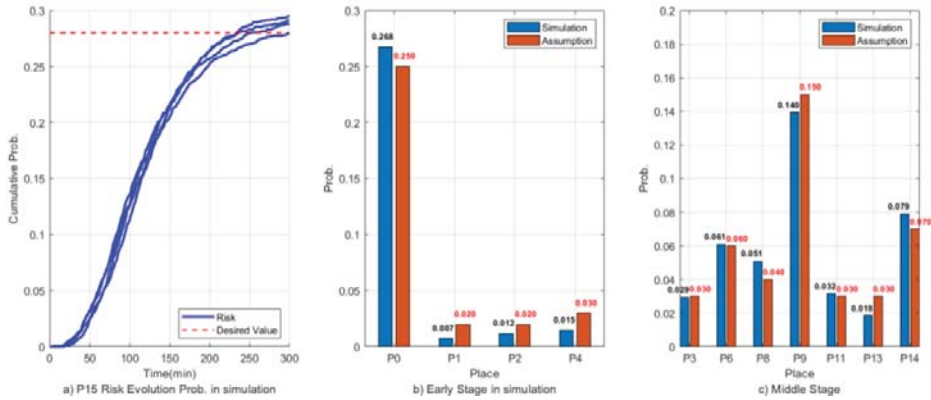 0.3
0.25
0.2
0.15
0.1
0.05
0
Cumulative Prob.
Risk
Desired Value
0 50 100 150 200 250 300
Time(min)
a) P15 Risk Evolution Prob. in simulation
0.3
0.25
0.2
0.15
0.1
0.05
0
Prob.
Simulation
Assumption
0.268
0.250
0.007
0.020
0.012
0.020
0.015
0.030
P0 P1 P2 P4
Place
b) Early Stage in simulation
0.2
0.18
0.16
0.14
0.12
0.1
0.08
0.06
0.04
0.02
0
Prob.
Simulation
Assumption
0.029
0.030
0.061
0.060
0.051
0.040
0.140
0.150
0.032
0.030
0.018
0.030
0.079
0.070
P3 P6 P8 P9 P11 P13 P14
Place
c) Middle Stage